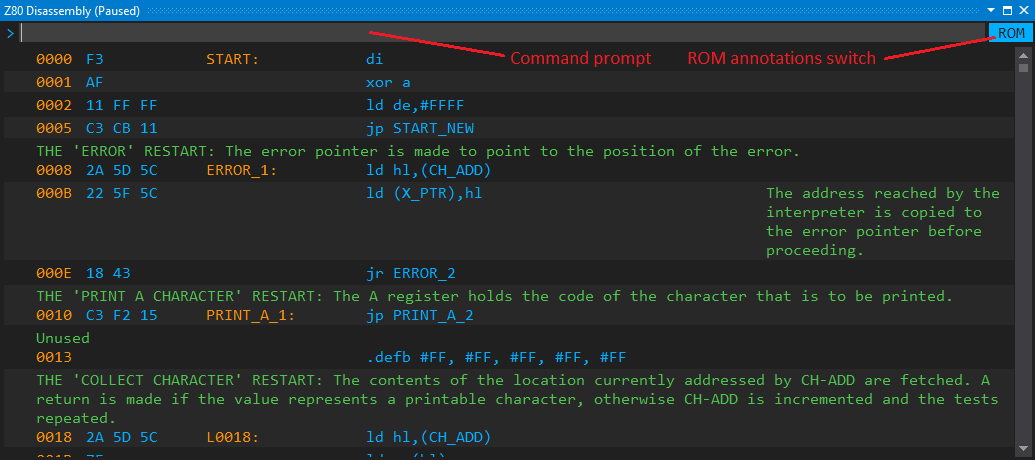 Z80 Disassembly (Paused)
> ROM
Command prompt ROM annotations switch
0000 F3 START: di
0001 AF xor a
0002 11 FF FF ld de,#FFFF
0005 C3 CB 11 jp START_NEW
THE 'ERROR' RESTART: The error pointer is made to point to the position of the error.
0008 2A 5D 5C ERROR_1: ld hl,(CH_ADD)
000B 22 5F 5C ld (X_PTR),hl The address reached by the
interpreter is copied to
the error pointer before
proceeding.
000E 18 43 jr ERROR_2
THE 'PRINT A CHARACTER' RESTART: The A register holds the code of the character that is to be printed.
0010 C3 F2 15 PRINT_A_1: jp PRINT_A_2
Unused
0013 .defb #FF, #FF, #FF, #FF, #FF
THE 'COLLECT CHARACTER' RESTART: The contents of the location currently addressed by CH-ADD are fetched. A
return is made if the value represents a printable character, otherwise CH-ADD is incremented and the tests
repeated.
0018 2A 5D 5C L0018: ld hl,(CH_ADD)